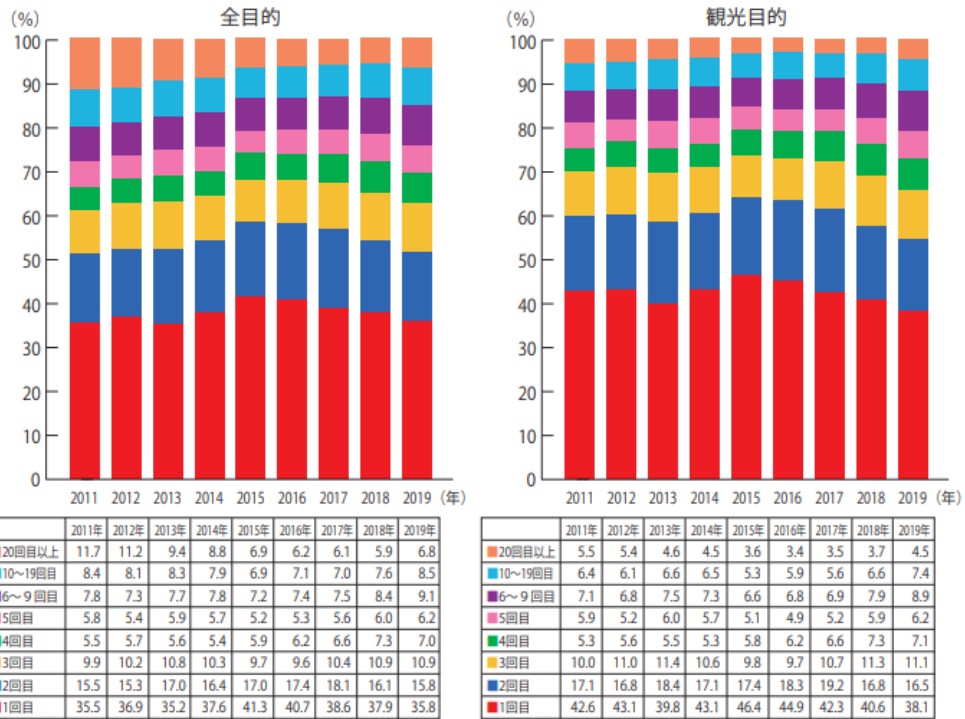 全目的
(%)
100
90
80
70
60
50
40
30
20
10
0
2011 2012 2013 2014 2015 2016 2017 2018 2019 (年)
2011年 2012年 2013年 2014年 2015年 2016年 2017年 2018年 2019年
20回目以上 11.7 11.2 9.4 8.8 6.9 6.2 6.1 5.9 6.8
10～19回目 8.4 8.1 8.3 7.9 6.9 7.1 7.0 7.6 8.5
6～9回目 7.8 7.3 7.7 7.8 7.2 7.4 7.5 8.4 9.1
5回目 5.8 5.4 5.9 5.7 5.2 5.3 5.6 6.0 6.2
4回目 5.5 5.7 5.6 5.4 5.9 6.2 6.6 7.3 7.0
3回目 9.9 10.2 10.8 10.3 9.7 9.6 10.4 10.9 10.9
2回目 15.5 15.3 17.0 16.4 17.0 17.4 18.1 16.1 15.8
1回目 35.5 36.9 35.2 37.6 41.3 40.7 38.6 37.9 35.8
観光目的
(%)
100
90
80
70
60
50
40
30
20
10
0
2011 2012 2013 2014 2015 2016 2017 2018 2019 (年)
2011年 2012年 2013年 2014年 2015年 2016年 2017年 2018年 2019年
20回目以上 5.5 5.4 4.6 4.5 3.6 3.4 3.5 3.7 4.5
10～19回目 6.4 6.1 6.6 6.5 5.3 5.9 5.6 6.6 7.4
6～9回目 7.1 6.8 7.5 7.3 6.6 6.8 6.9 7.9 8.9
5回目 5.9 5.2 6.0 5.7 5.1 4.9 5.2 5.9 6.2
4回目 5.3 5.6 5.5 5.3 5.8 6.2 6.6 7.3 7.1
3回目 10.0 11.0 11.4 10.6 9.8 9.7 10.7 11.3 11.1
2回目 17.1 16.8 18.4 17.1 17.4 18.3 19.2 16.8 16.5
1回目 42.6 43.1 39.8 43.1 46.4 44.9 42.3 40.6 38.1